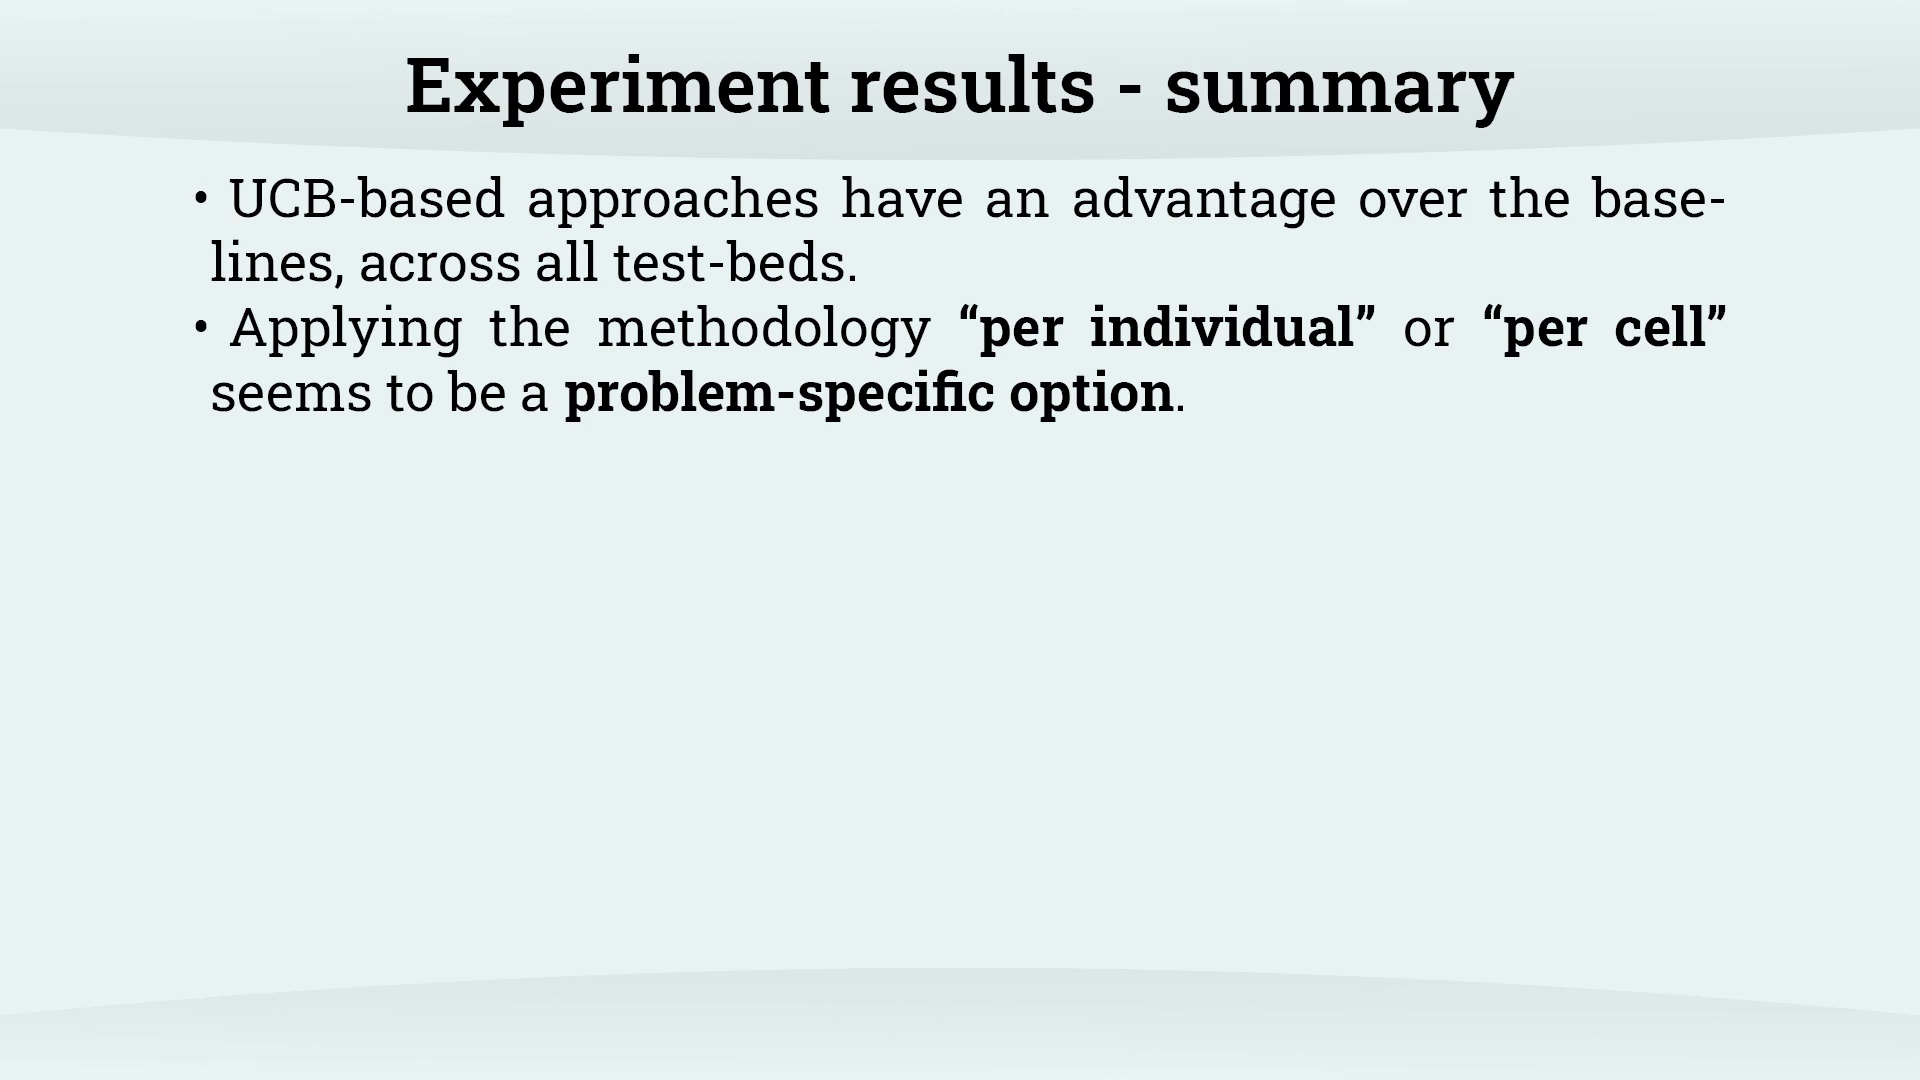 Experiment results - summary
• UCB-based approaches have an advantage over the base-
lines, across all test-beds.
• Applying the methodology “per individual” or “per cell”
seems to be a problem-specific option.